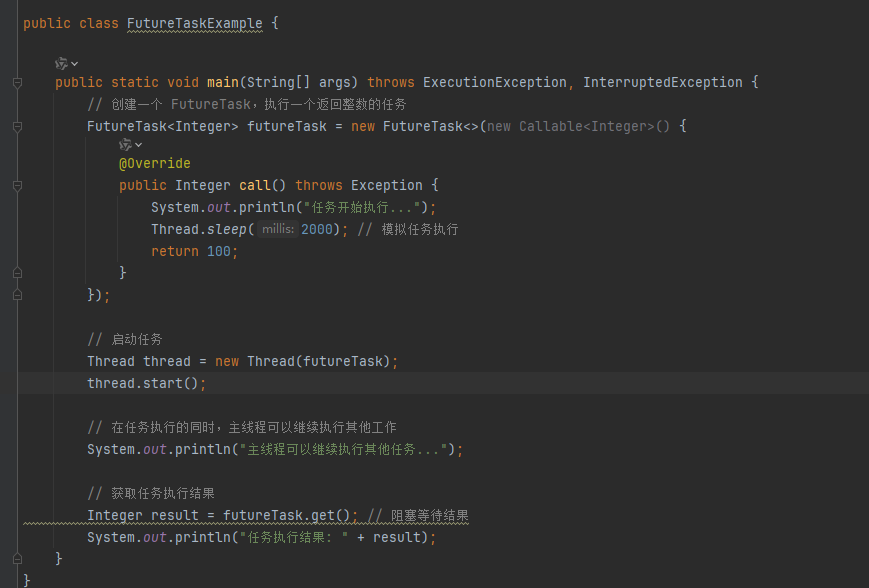 public class FutureTaskExample {
public static void main(String[] args) throws ExecutionException, InterruptedException {
// 创建一个 FutureTask，执行一个返回整数的任务
FutureTask<Integer> futureTask = new FutureTask<>(new Callable<Integer>() {
@Override
public Integer call() throws Exception {
System.out.println("任务开始执行...");
Thread.sleep( millis: 2000); // 模拟任务执行
return 100;
}
});
// 启动任务
Thread thread = new Thread(futureTask);
thread.start();
// 在任务执行的同时，主线程可以继续执行其他工作
System.out.println("主线程可以继续执行其他任务...");
// 获取任务执行结果
Integer result = futureTask.get(); // 阻塞等待结果
System.out.println("任务执行结果: " + result);
}
}